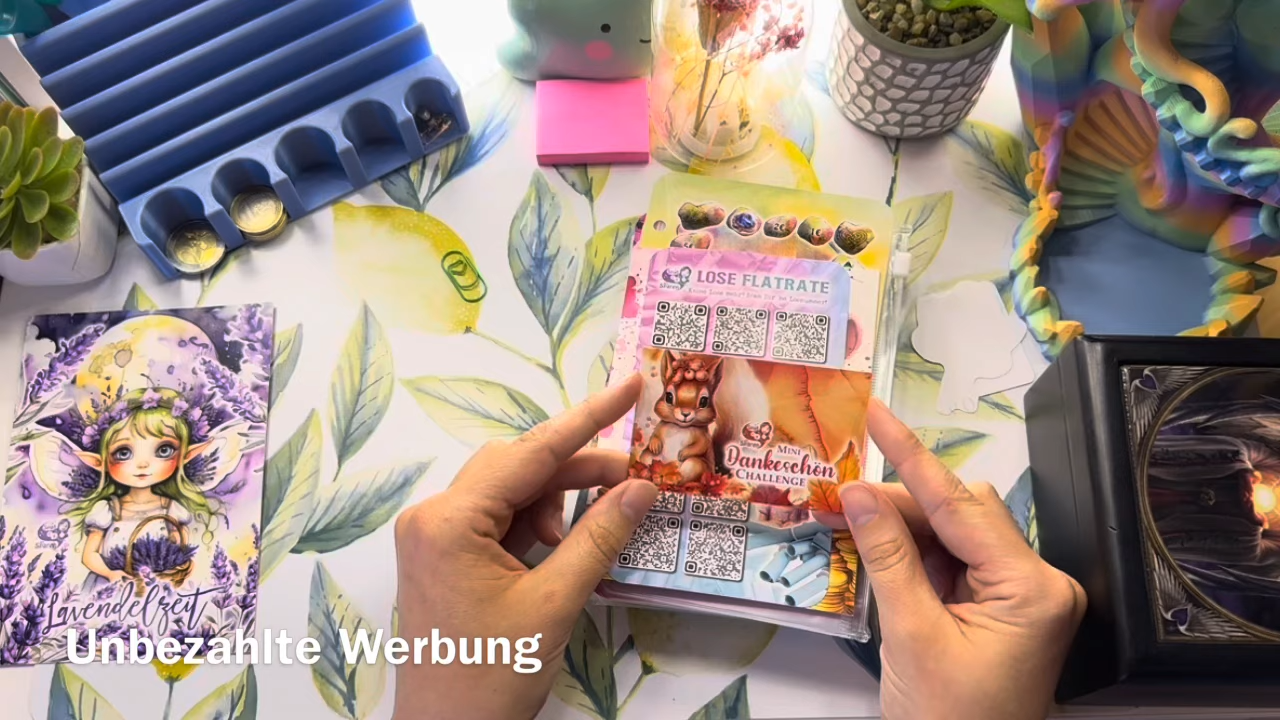 LOSE FLATRATE
MINI
Dankeschön
CHALLENGE
Lavendelzeit
Unbezahlte Werbung